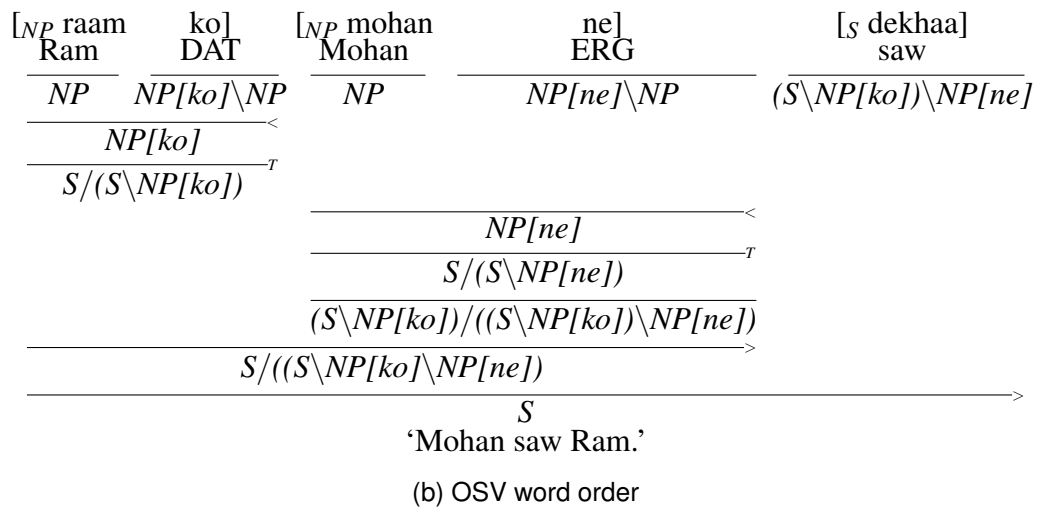 [NP raam ko] [NP mohan ne] [S dekhaa]
Ram DAT Mohan ERG saw
NP NP[ko]\NP NP NP[ne]\NP (S\NP[ko])\NP[ne]
<
NP[ko]
T
S/(S\NP[ko])
<
NP[ne]
T
S/(S\NP[ne])
(S\NP[ko])/((S\NP[ko])\NP[ne])
>
S/((S\NP[ko]\NP[ne])
>
S
‘Mohan saw Ram.’
(b) OSV word order